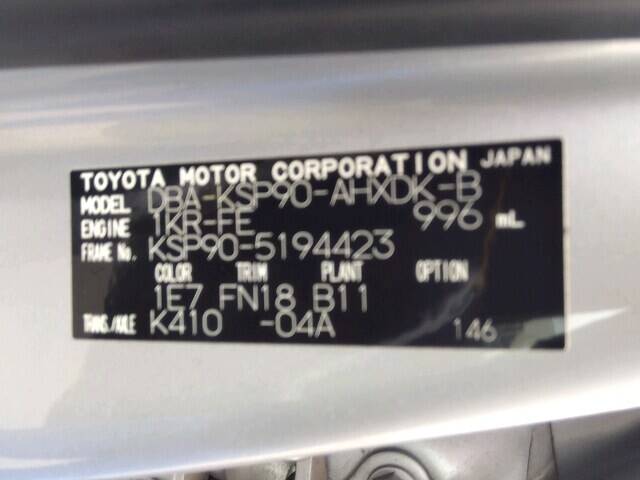 TOYOTA MOTOR CORPORATION JAPAN
MODEL DBA-KSP90-AHXDK-B
ENGINE 1KR-FE 996 mL
FRAME No. KSP90-5194423
COLOR TRIM PLANT OPTION
1E7 FN18 B11
TRNS./AXLE K410 -04A 146